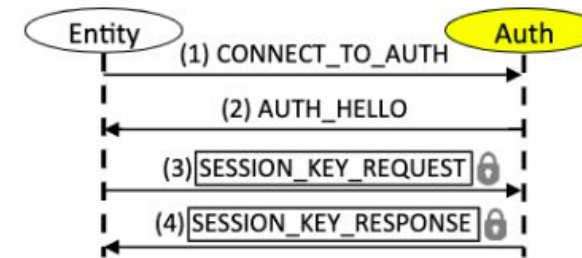 Entity
Auth
(1) CONNECT_TO_AUTH
(2) AUTH_HELLO
(3) SESSION_KEY_REQUEST
(4) SESSION_KEY_RESPONSE